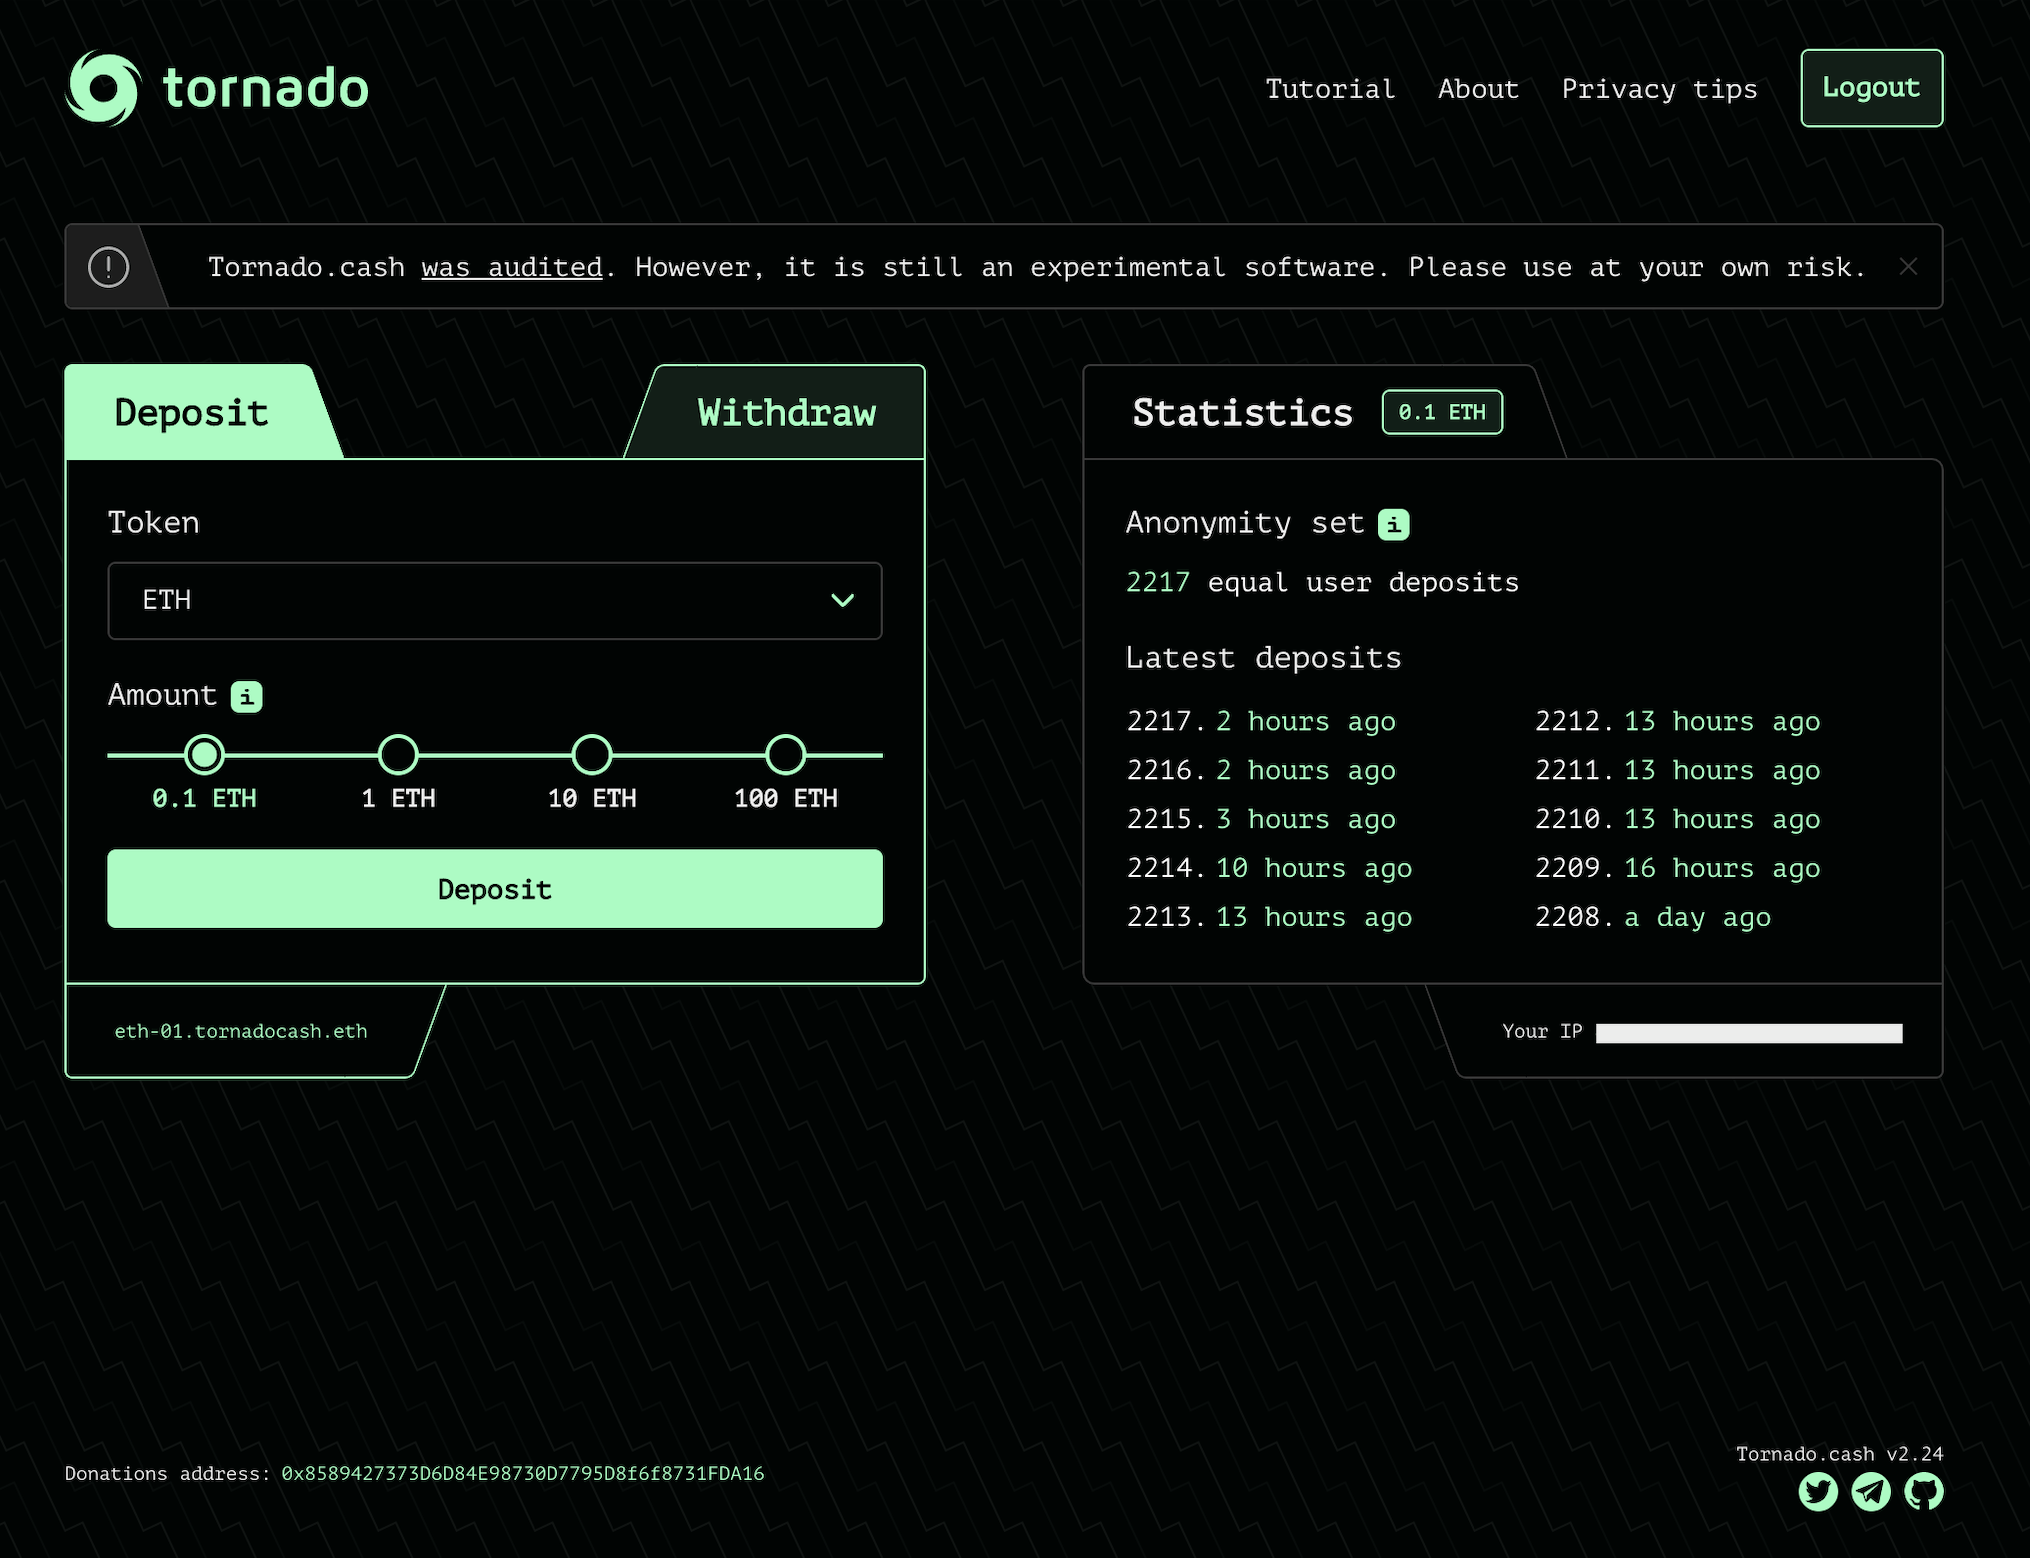 tornado
Tutorial About Privacy tips Logout
Tornado.cash was audited. However, it is still an experimental software. Please use at your own risk.
Deposit
Withdraw
Token
ETH
Amount i
0.1 ETH 1 ETH 10 ETH 100 ETH
Deposit
eth-01.tornadocash.eth
Statistics 0.1 ETH
Anonymity set i
2217 equal user deposits
Latest deposits
2217. 2 hours ago
2216. 2 hours ago
2215. 3 hours ago
2214. 10 hours ago
2213. 13 hours ago
2212. 13 hours ago
2211. 13 hours ago
2210. 13 hours ago
2209. 16 hours ago
2208. a day ago
Your IP
Donations address: 0x8589427373D6D84E98730D7795D8f6f8731FDA16
Tornado.cash v2.24